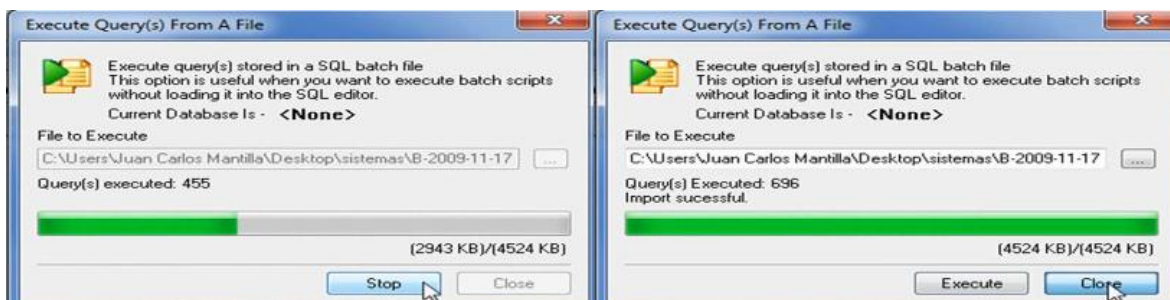 Execute Query(s) From A File
Execute query(s) stored in a SQL batch file
This option is useful when you want to execute batch scripts
without loading it into the SQL editor.
Current Database Is - <None>
File to Execute
C:\Users\Juan Carlos Mantilla\Desktop\sistemas\B-2009-11-17
...
Query(s) executed: 455
(2943 KB)/(4524 KB)
Stop
Close
Execute Query(s) From A File
Execute query(s) stored in a SQL batch file
This option is useful when you want to execute batch scripts
without loading it into the SQL editor.
Current Database Is - <None>
File to Execute
C:\Users\Juan Carlos Mantilla\Desktop\sistemas\B-2009-11-17
...
Query(s) Executed: 696
Import sucessful.
(4524 KB)/(4524 KB)
Execute
Close